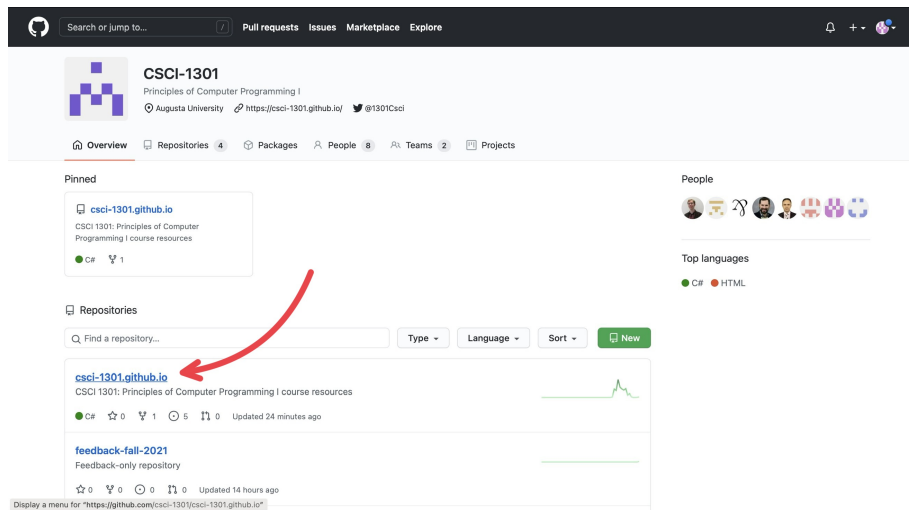 Search or jump to... /
Pull requests Issues Marketplace Explore
CSCI-1301
Principles of Computer Programming I
Augusta University https://csci-1301.github.io/ @1301Csci
Overview Repositories 4 Packages People 8 Teams 2 Projects
Pinned
csci-1301.github.io
CSCI 1301: Principles of Computer
Programming I course resources
C# 1
People
Top languages
C# HTML
Repositories
Find a repository... Type Language Sort New
csci-1301.github.io
CSCI 1301: Principles of Computer Programming I course resources
C# 0 1 5 0 Updated 24 minutes ago
feedback-fall-2021
Feedback-only repository
0 0 0 0 Updated 14 hours ago
Display a menu for "https://github.com/csci-1301/csci-1301.github.io"